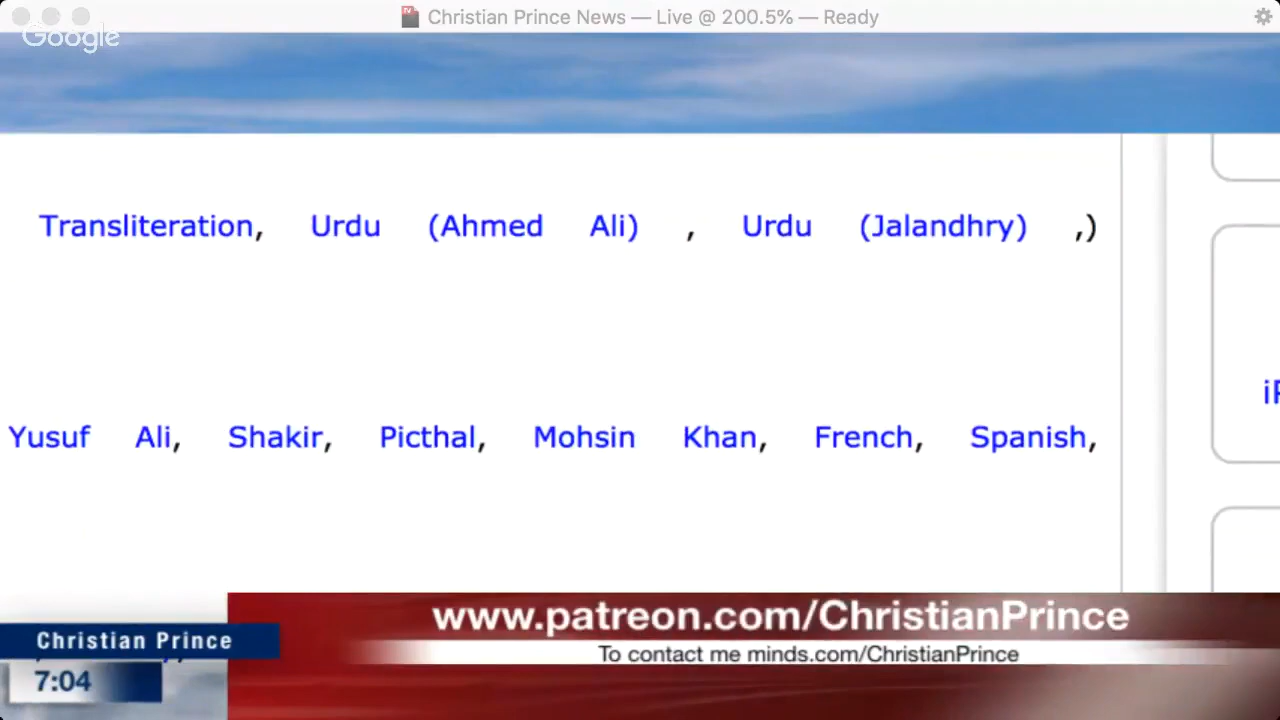 Christian Prince News — Live @ 200.5% — Ready
Google
Transliteration, Urdu (Ahmed Ali) , Urdu (Jalandhry) ,)
Yusuf Ali, Shakir, Picthal, Mohsin Khan, French, Spanish,
www.patreon.com/ChristianPrince
To contact me minds.com/ChristianPrince
Christian Prince
7:04